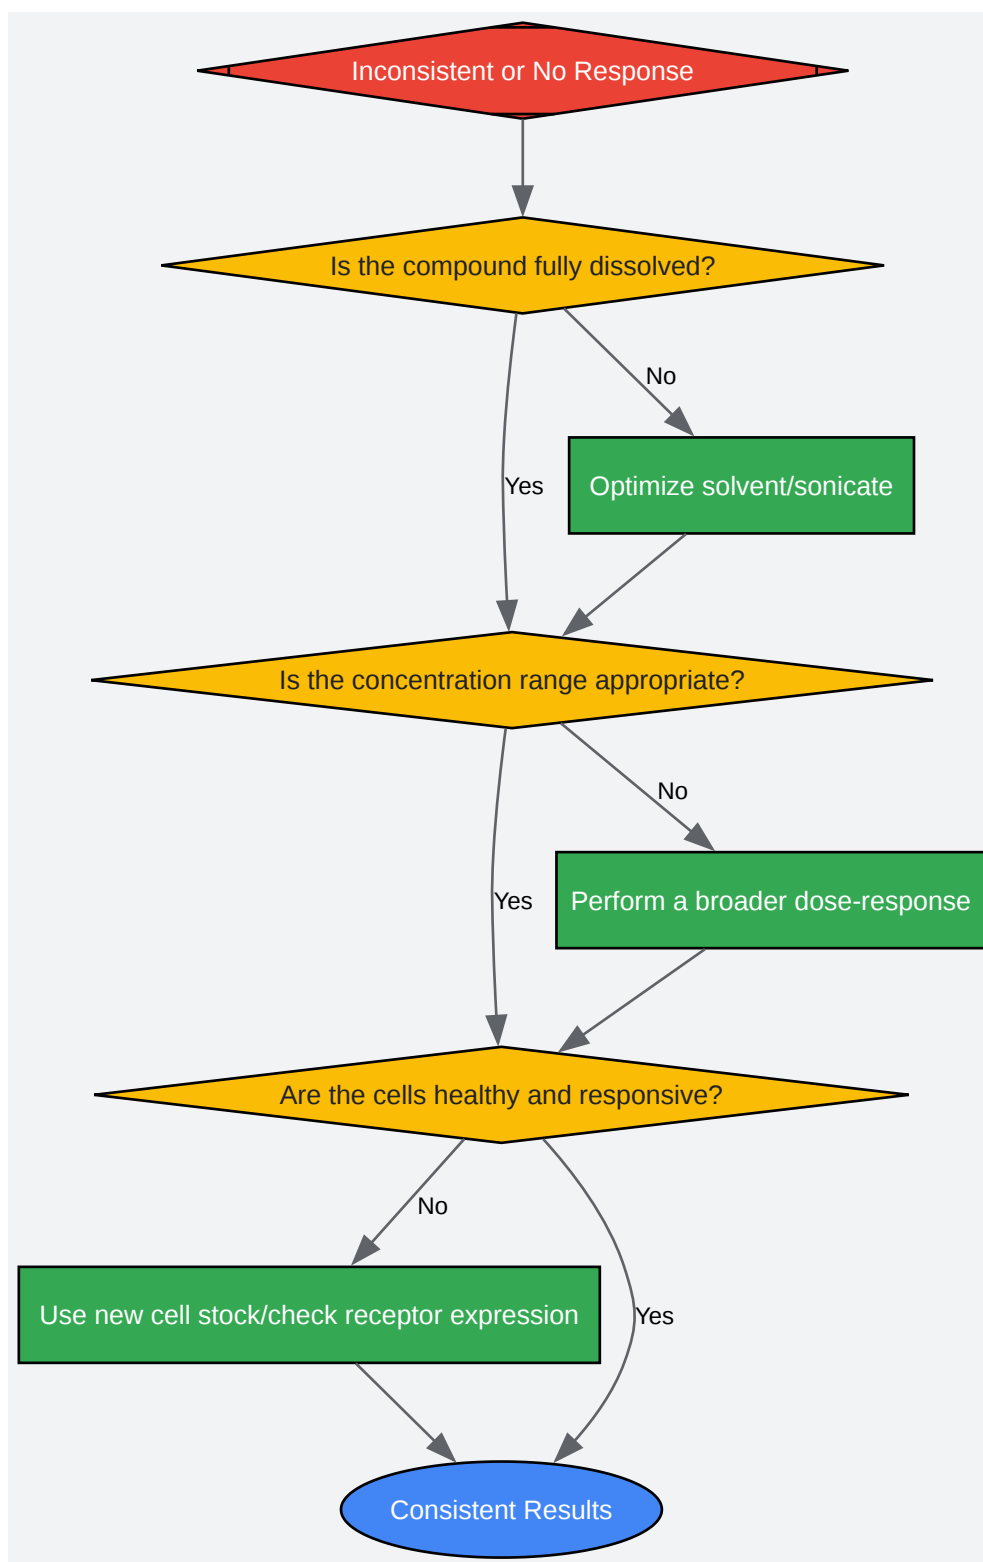 Inconsistent or No Response
Is the compound fully dissolved?
No
Yes
Optimize solvent/sonicate
Is the concentration range appropriate?
No
Yes
Perform a broader dose-response
Are the cells healthy and responsive?
No
Use new cell stock/check receptor expression
Yes
Consistent Results